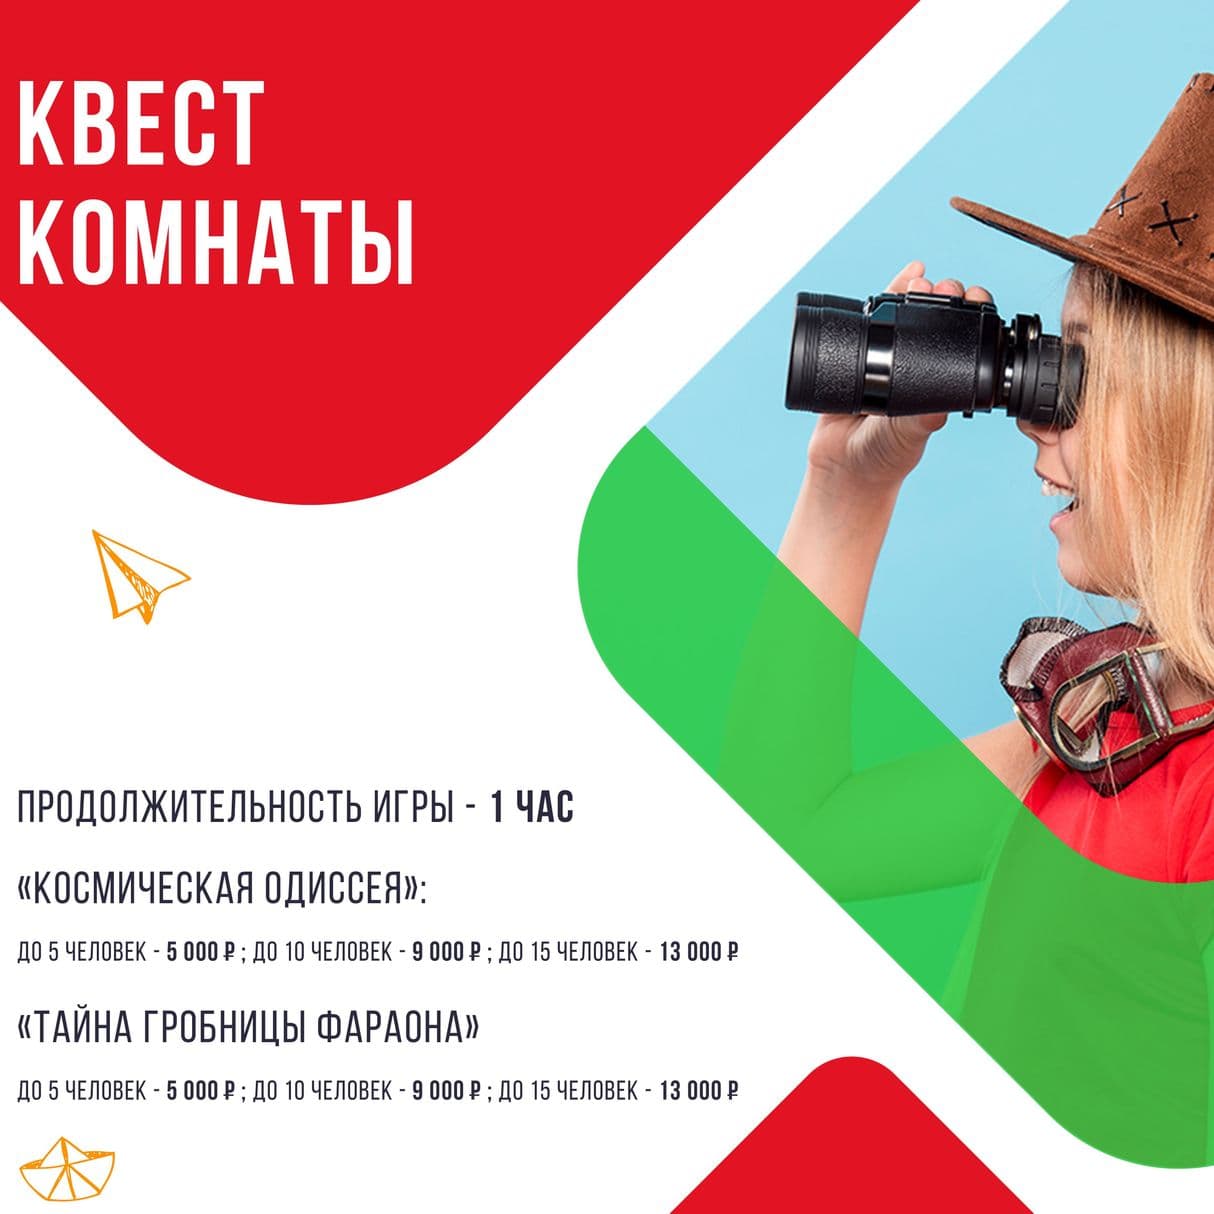 КВЕСТ
КОМНАТЫ
ПРОДОЛЖИТЕЛЬНОСТЬ ИГРЫ - 1 ЧАС
«КОСМИЧЕСКАЯ ОДИССЕЯ»:
ДО 5 ЧЕЛОВЕК - 5 000 ₽ ; ДО 10 ЧЕЛОВЕК - 9 000 ₽ ; ДО 15 ЧЕЛОВЕК - 13 000 ₽
«ТАЙНА ГРОБНИЦЫ ФАРАОНА»
ДО 5 ЧЕЛОВЕК - 5 000 ₽ ; ДО 10 ЧЕЛОВЕК - 9 000 ₽ ; ДО 15 ЧЕЛОВЕК - 13 000 ₽